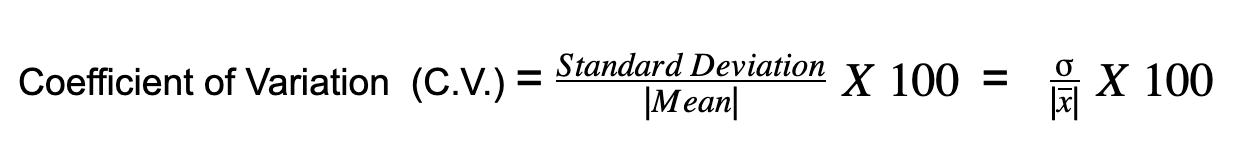 Coefficient of Variation (C.V.) = Standard Deviation / |Mean| X 100 = σ / |x̅| X 100